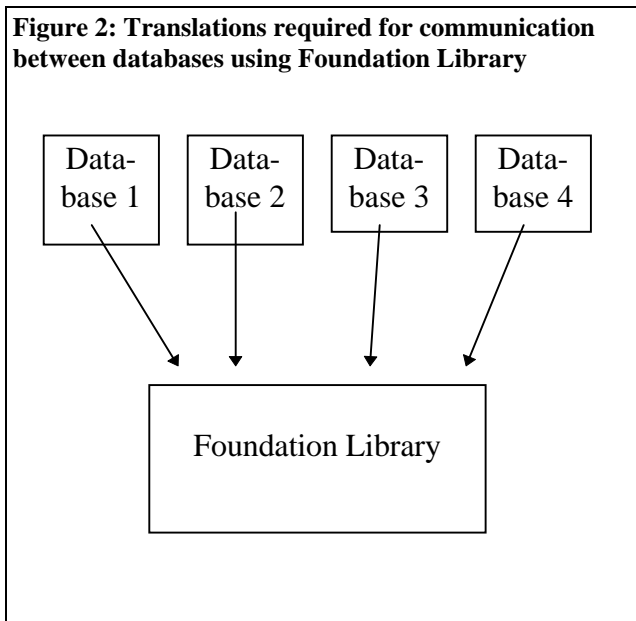 Figure 2: Translations required for communication
between databases using Foundation Library
Data-
base 1
Data-
base 2
Data-
base 3
Data-
base 4
Foundation Library